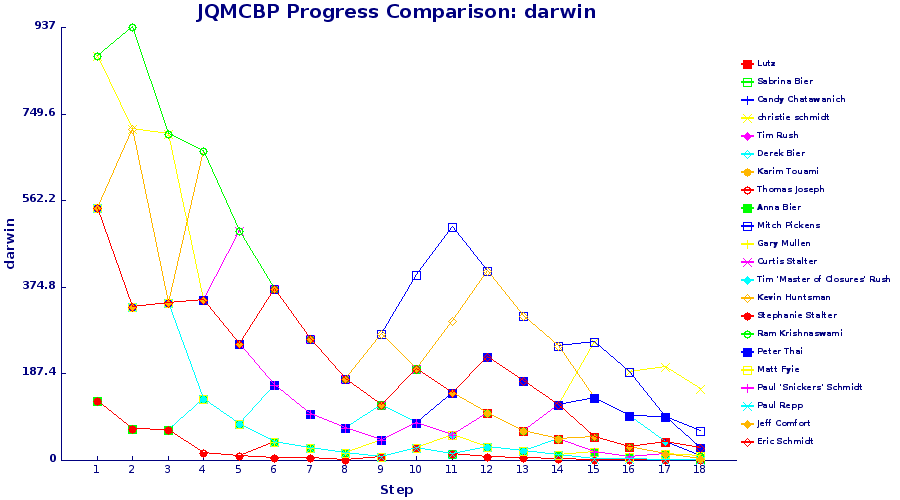 JQMCBP Progress Comparison: darwin
937
749.6
562.2
374.8
187.4
0
darwin
1 2 3 4 5 6 7 8 9 10 11 12 13 14 15 16 17 18
Step
Lutz
Sabrina Bier
Candy Chatawanich
christie schmidt
Tim Rush
Derek Bier
Karim Touami
Thomas Joseph
Anna Bier
Mitch Pickens
Gary Mullen
Curtis Stalter
Tim 'Master of Closures' Rush
Kevin Huntsman
Stephanie Stalter
Ram Krishnaswami
Peter Thai
Matt Fyie
Paul 'Snickers' Schmidt
Paul Repp
Jeff Comfort
Eric Schmidt